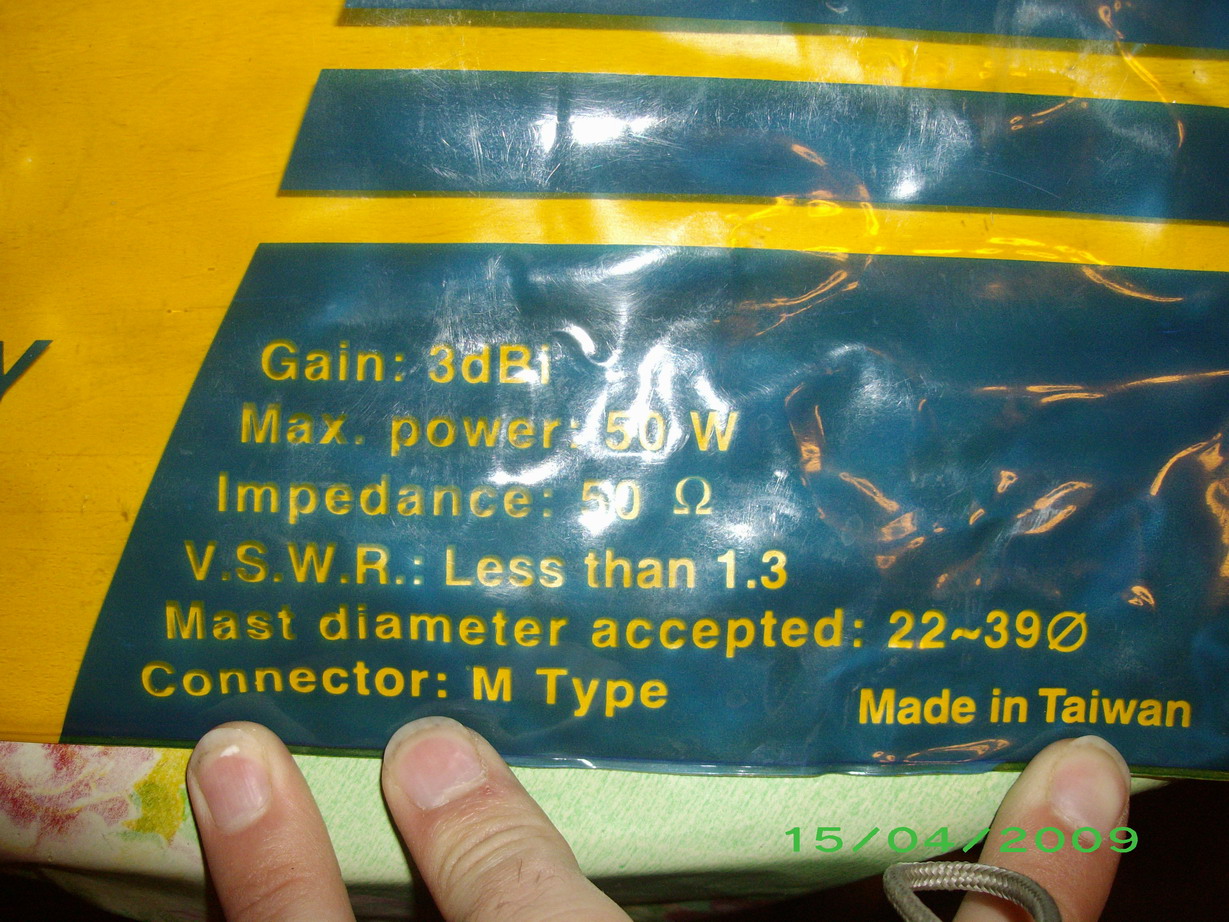 Gain: 3dBi
Max. power: 50 W
Impedance: 50 Ω
V.S.W.R.: Less than 1.3
Mast diameter accepted: 22~39Ø
Connector: M Type
Made in Taiwan
15/04/2009